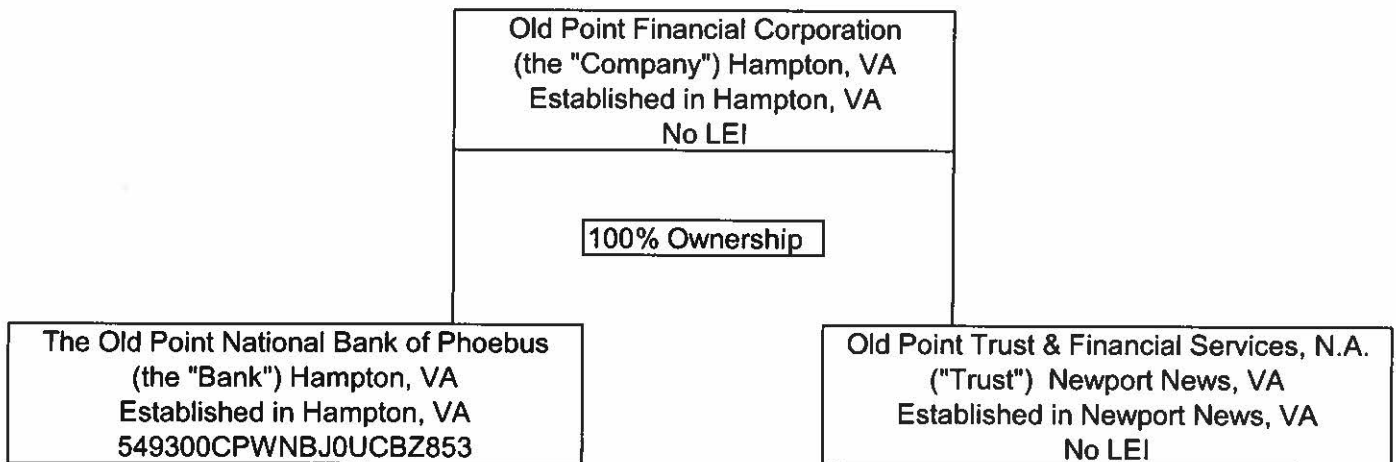 Old Point Financial Corporation
(the "Company") Hampton, VA
Established in Hampton, VA
No LEI
100% Ownership
The Old Point National Bank of Phoebus
(the "Bank") Hampton, VA
Established in Hampton, VA
549300CPWNBJ0UCBZ853
Old Point Trust & Financial Services, N.A.
("Trust") Newport News, VA
Established in Newport News, VA
No LEI